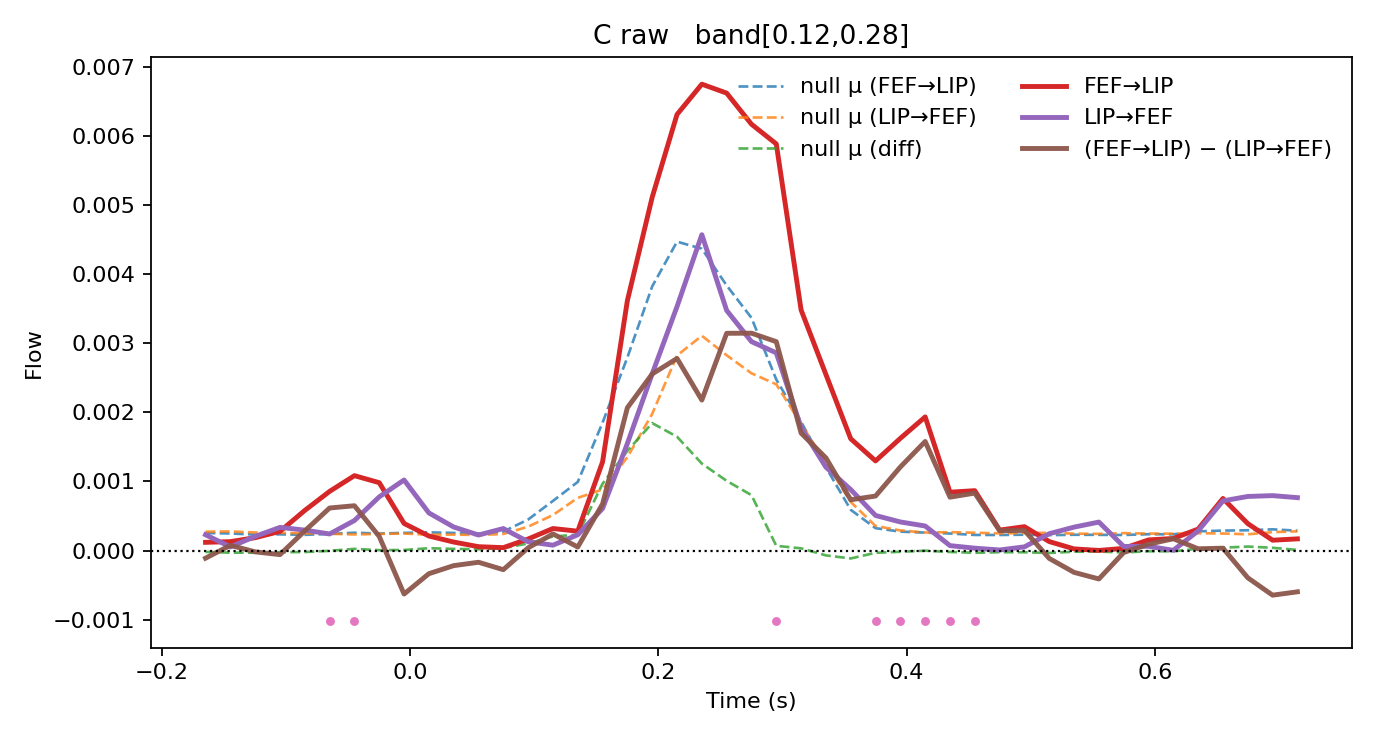 C raw   band[0.12,0.28]
0.007
0.006
0.005
0.004
0.003
0.002
0.001
0.000
−0.001
Flow
null μ (FEF→LIP)
null μ (LIP→FEF)
null μ (diff)
FEF→LIP
LIP→FEF
(FEF→LIP) − (LIP→FEF)
−0.2
0.0
0.2
0.4
0.6
Time (s)